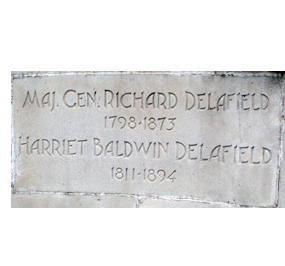 Maj. Gen. Richard Delafield
1798-1873
Harriet Baldwin Delafield
1811-1894